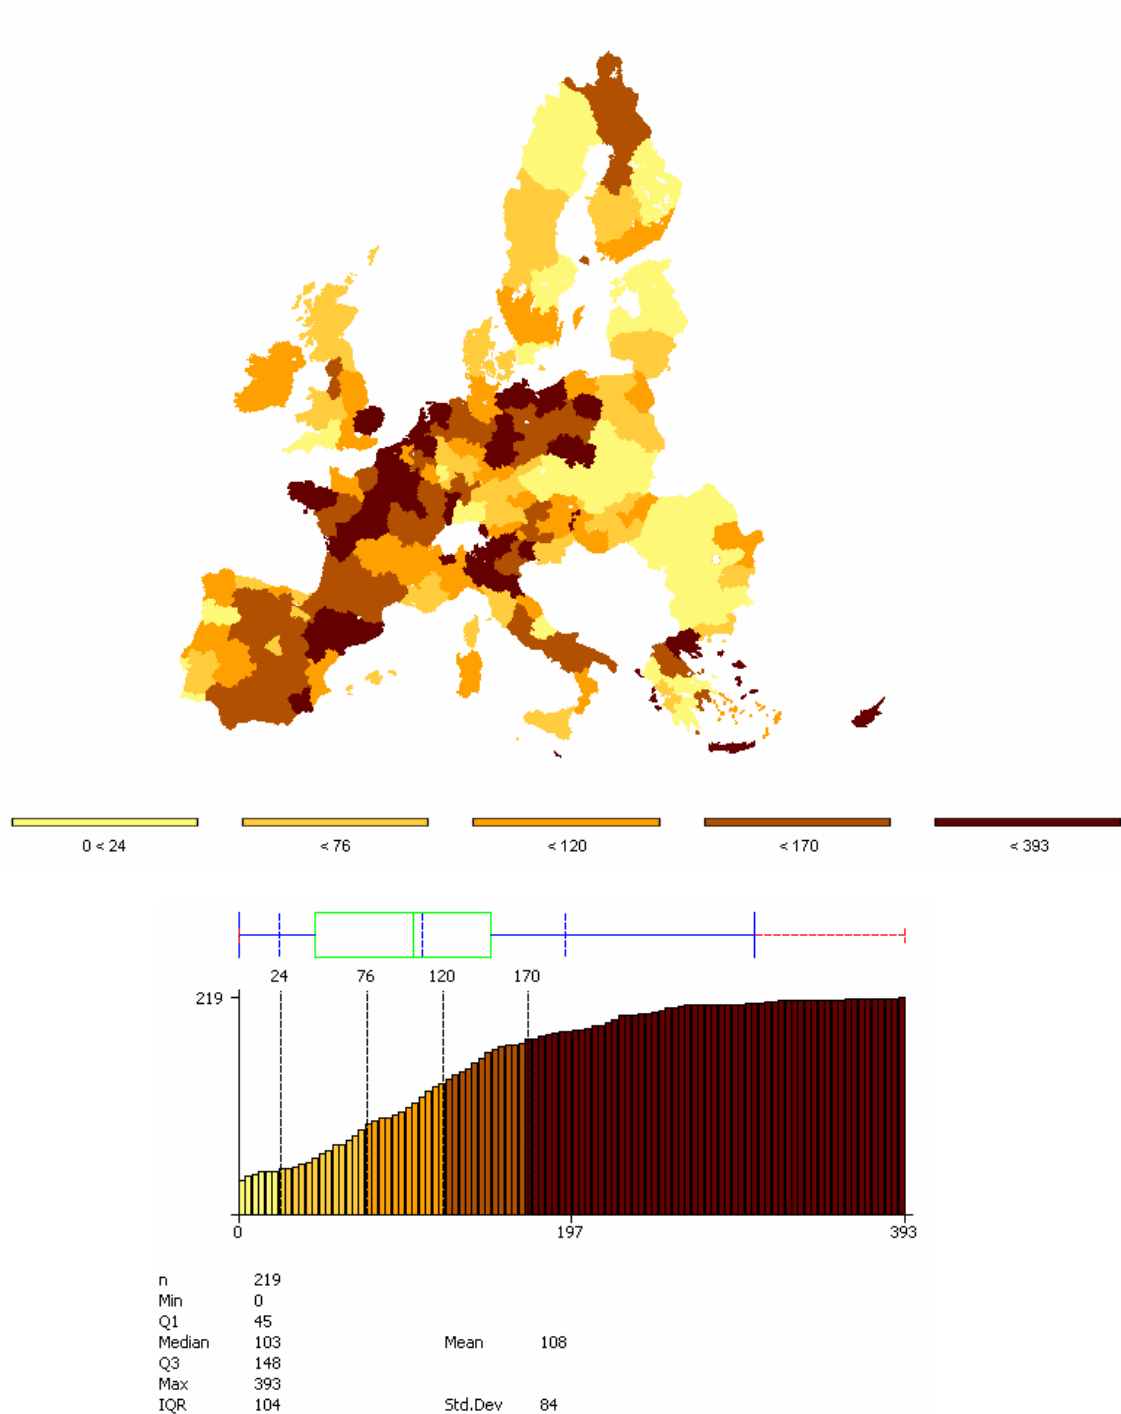 0 < 24 < 76 < 120 < 170 < 393
24 76 120 170
219
0 197 393
n 219
Min 0
Q1 45
Median 103 Mean 108
Q3 148
Max 393
IQR 104 Std.Dev 84